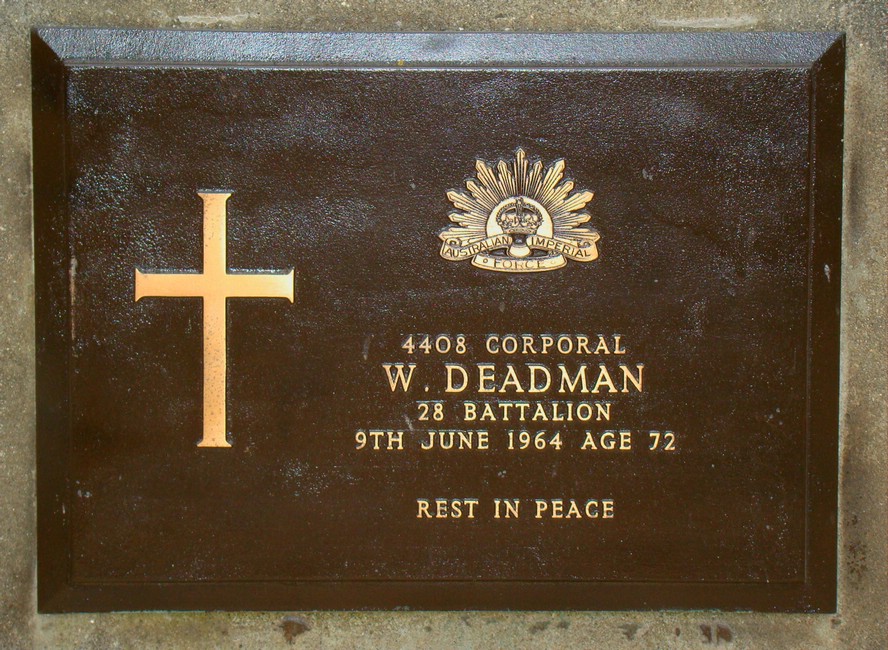 AUSTRALIAN IMPERIAL
FORCE
4408 CORPORAL
W. DEADMAN
28 BATTALION
9TH JUNE 1964 AGE 72
REST IN PEACE